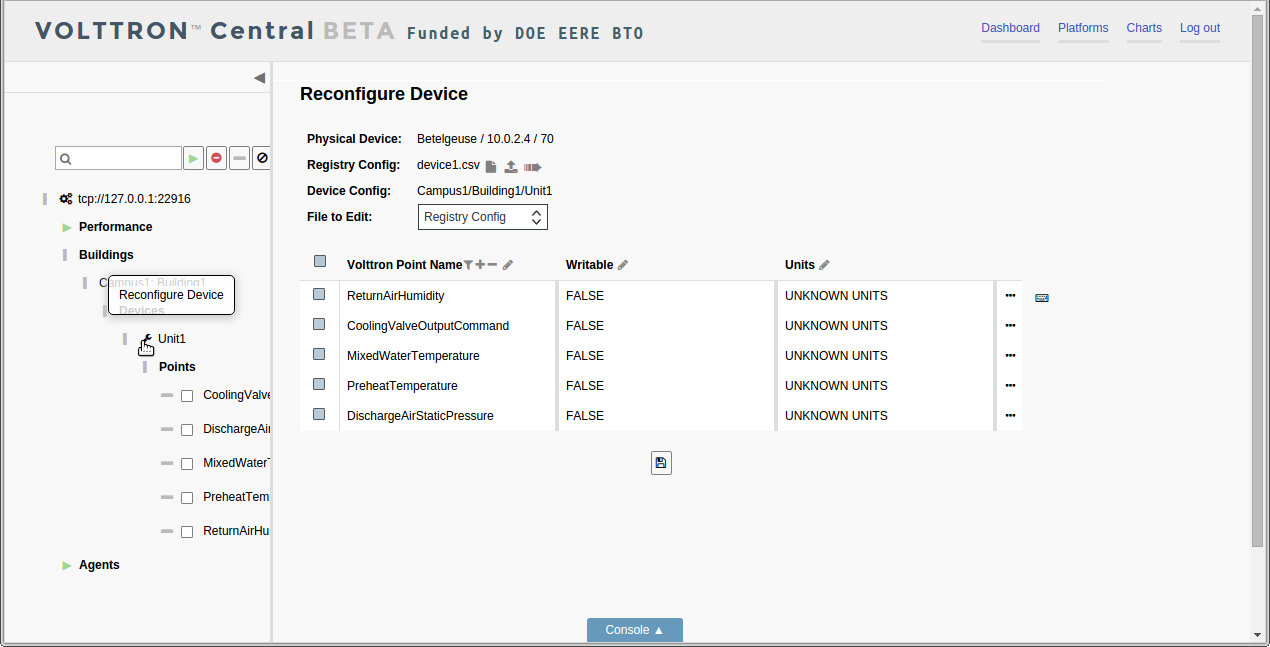 VOLTTRON™ Central BETA Funded by DOE EERE BTO
Dashboard Platforms Charts Log out
tcp://127.0.0.1:22916
Performance
Buildings
Campus1: Building1
Reconfigure Device
Devices
Unit1
Points
CoolingValve
DischargeAir
MixedWaterT
PreheatTem
ReturnAirHu
Agents
Reconfigure Device
Physical Device: Betelgeuse / 10.0.2.4 / 70
Registry Config: device1.csv
Device Config: Campus1/Building1/Unit1
File to Edit: Registry Config
Volttron Point Name Writable Units
ReturnAirHumidity FALSE UNKNOWN UNITS
CoolingValveOutputCommand FALSE UNKNOWN UNITS
MixedWaterTemperature FALSE UNKNOWN UNITS
PreheatTemperature FALSE UNKNOWN UNITS
DischargeAirStaticPressure FALSE UNKNOWN UNITS
Console ▲